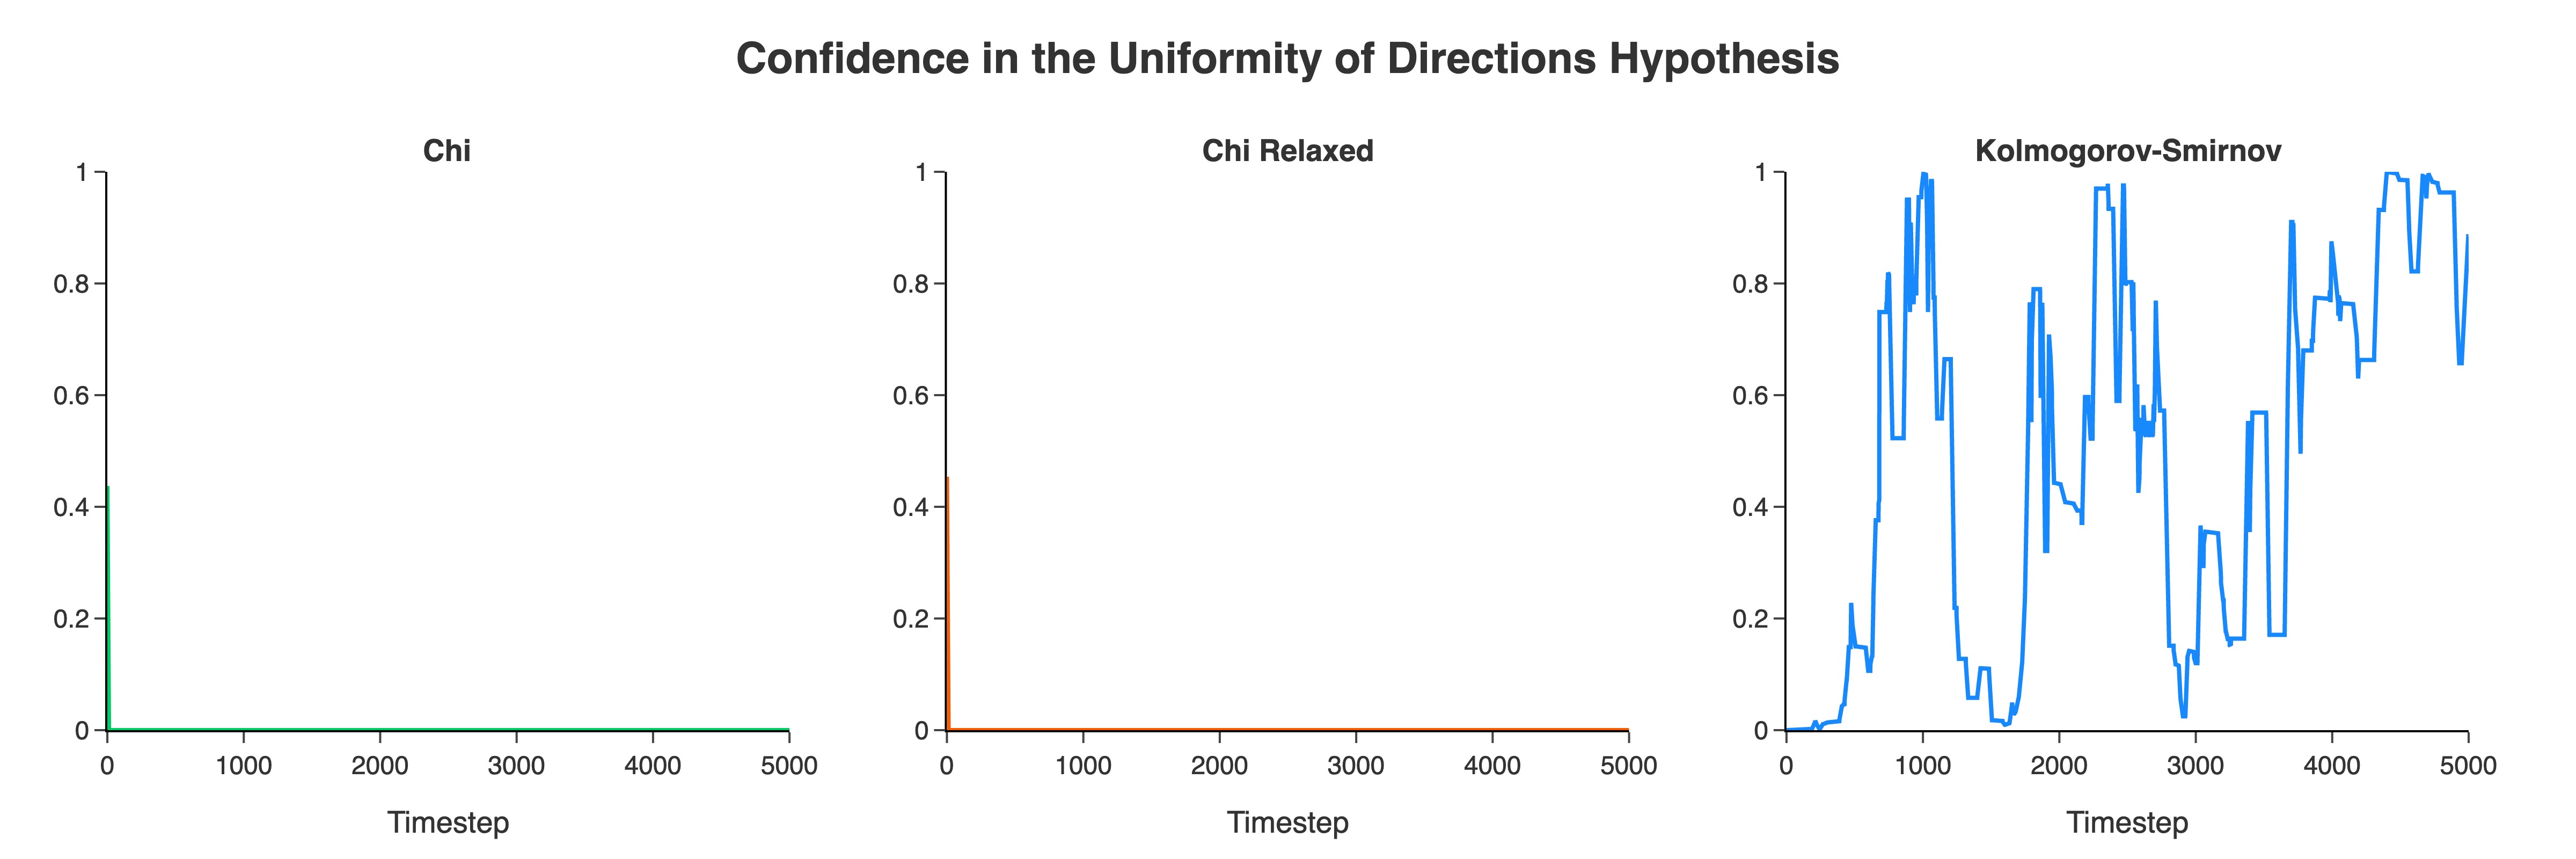 Confidence in the Uniformity of Directions Hypothesis
Chi
1
0.8
0.6
0.4
0.2
0
0 1000 2000 3000 4000 5000
Timestep
Chi Relaxed
1
0.8
0.6
0.4
0.2
0
0 1000 2000 3000 4000 5000
Timestep
Kolmogorov-Smirnov
1
0.8
0.6
0.4
0.2
0
0 1000 2000 3000 4000 5000
Timestep